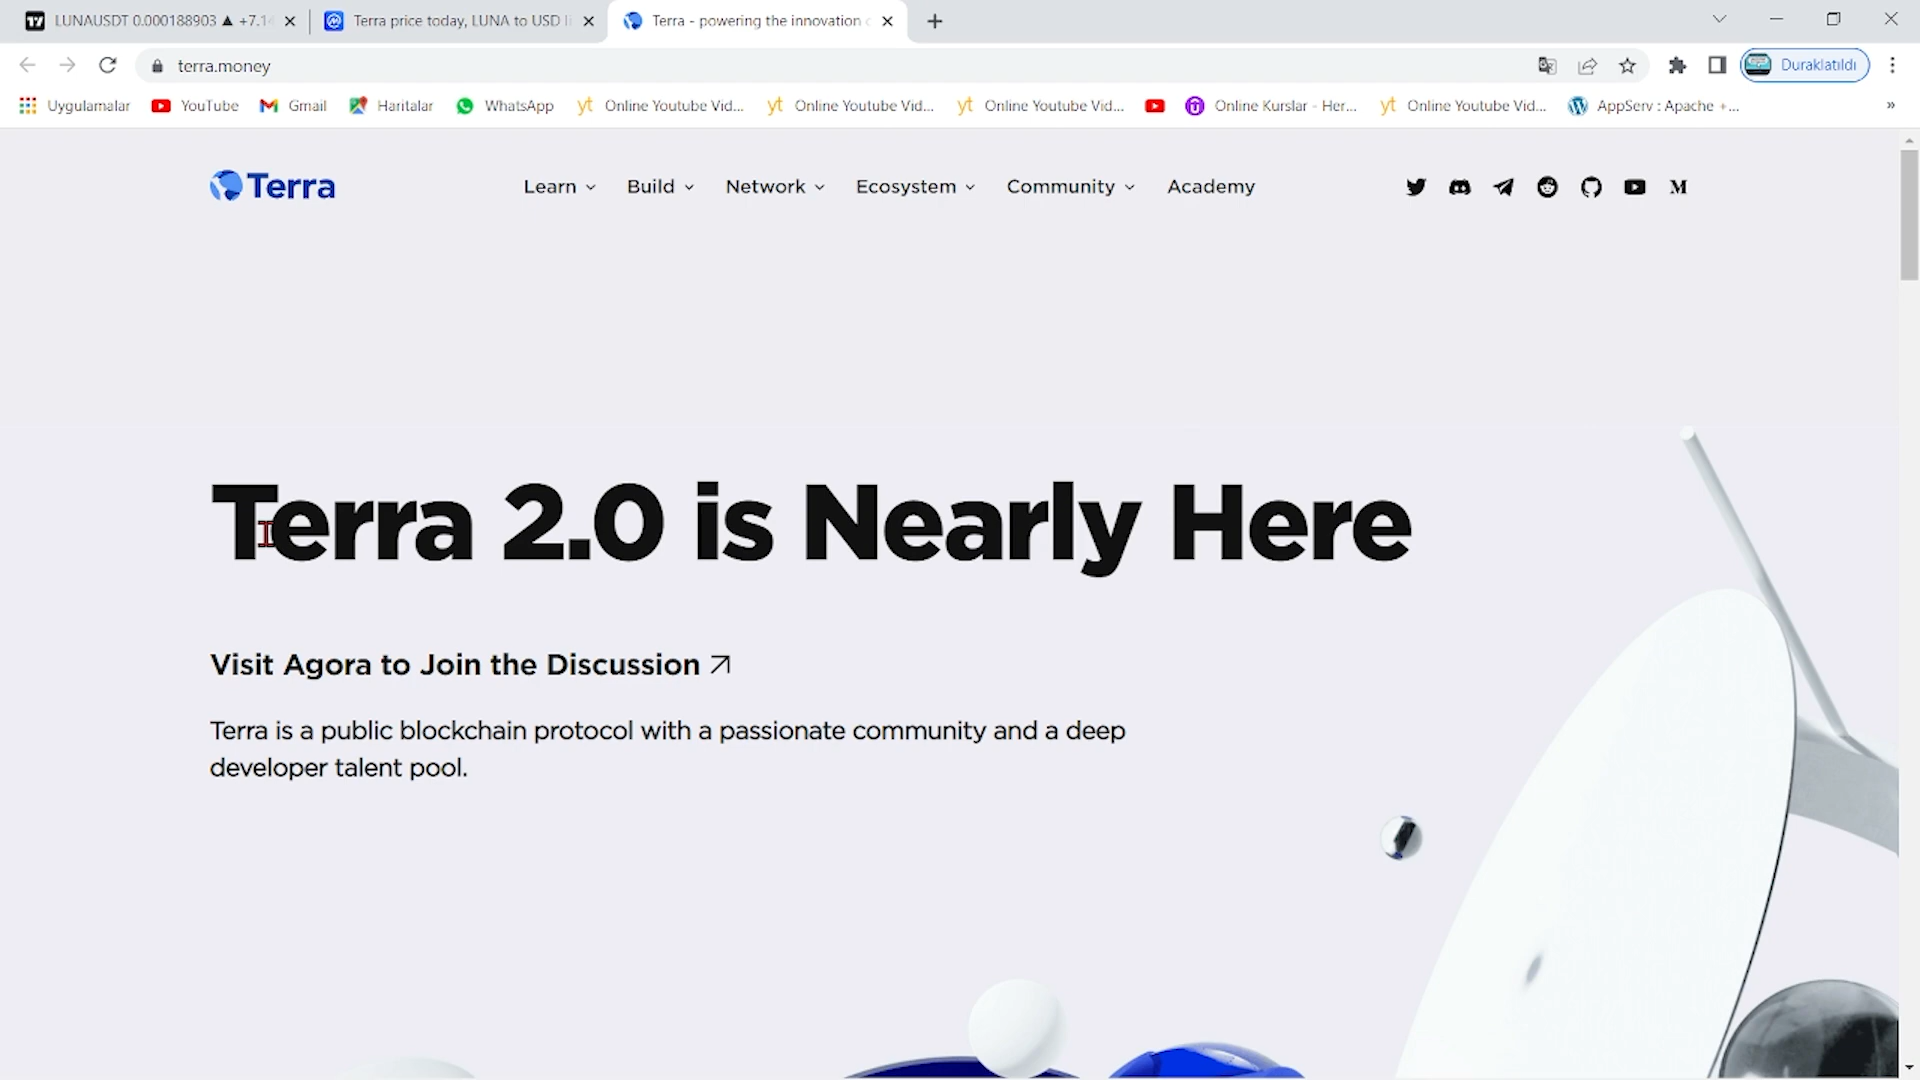 LUNAUSDT 0.000188903 ▲ +7.1
Terra price today, LUNA to USD li
Terra - powering the innovation
terra.money
Duraklatıldı
Uygulamalar
YouTube
Gmail
Haritalar
WhatsApp
Online Youtube Vid...
Online Youtube Vid...
Online Youtube Vid...
Online Kurslar - Her...
Online Youtube Vid...
AppServ : Apache +...
»
Terra
Learn
Build
Network
Ecosystem
Community
Academy
Terra 2.0 is Nearly Here
Visit Agora to Join the Discussion
Terra is a public blockchain protocol with a passionate community and a deep
developer talent pool.